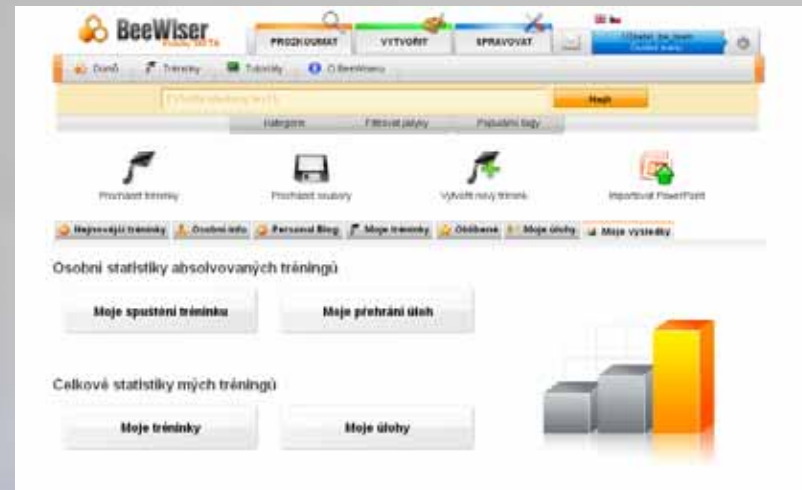 BeeWiser
PROZKOUMAT VYTVOŘIT SPRAVOVAT
Domů Tréninky Tutoriály O BeeWiseru
Najít
Kategorie Filtrovat jazyky Populární tagy
Procházet tréninky Procházet soubory Vytvořit nový trénink Importovat PowerPoint
Nejnovější tréninky Osobní info Personal Blog Moje tréninky Oblíbené Moje úlohy Moje výsledky
Osobní statistiky absolvovaných tréningů
Moje spuštění tréninku Moje přehrání úloh
Celkové statistiky mých tréningů
Moje tréninky Moje úlohy